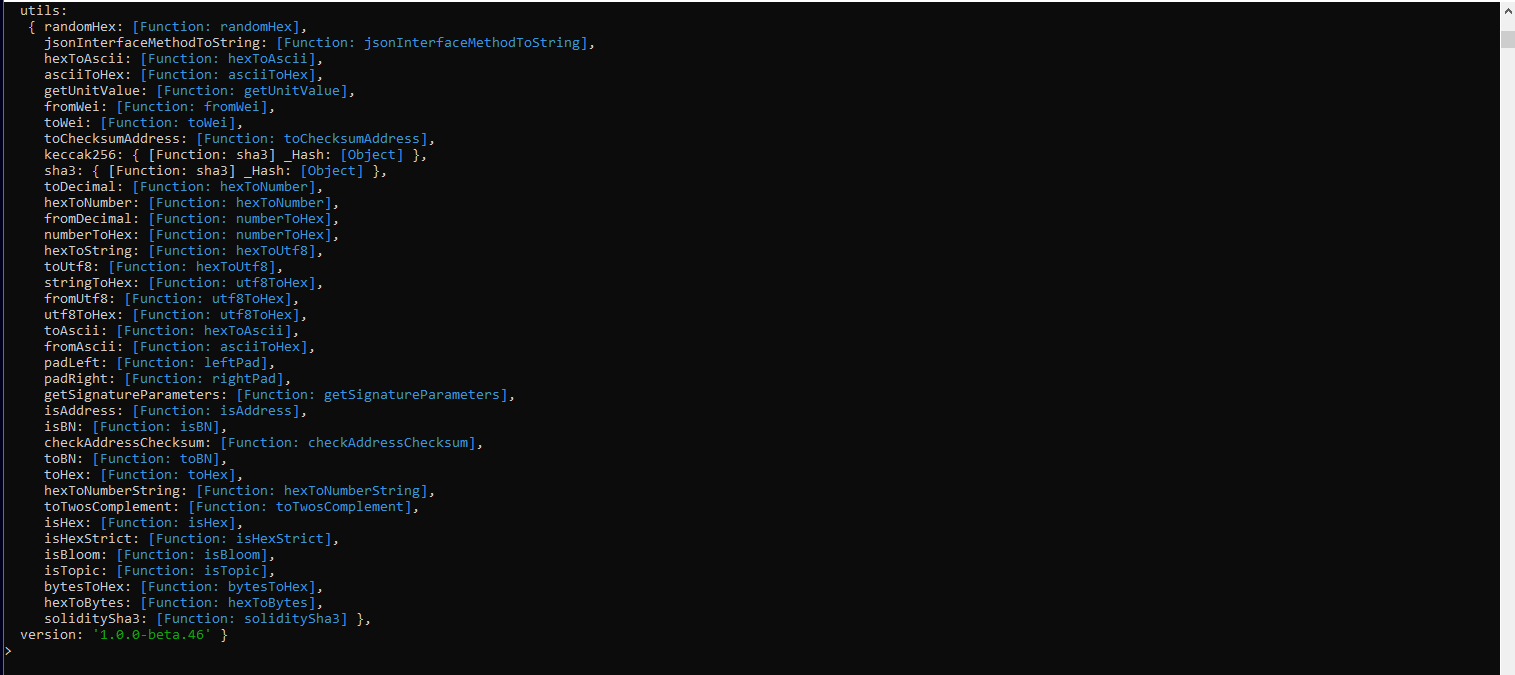 utils:
{ randomHex: [Function: randomHex],
jsonInterfaceMethodToString: [Function: jsonInterfaceMethodToString],
hexToAscii: [Function: hexToAscii],
asciiToHex: [Function: asciiToHex],
getUnitValue: [Function: getUnitValue],
fromWei: [Function: fromWei],
toWei: [Function: toWei],
toChecksumAddress: [Function: toChecksumAddress],
keccak256: { [Function: sha3] _Hash: [Object] },
sha3: { [Function: sha3] _Hash: [Object] },
toDecimal: [Function: hexToNumber],
hexToNumber: [Function: hexToNumber],
fromDecimal: [Function: numberToHex],
numberToHex: [Function: numberToHex],
hexToString: [Function: hexToUtf8],
toUtf8: [Function: hexToUtf8],
stringToHex: [Function: utf8ToHex],
fromUtf8: [Function: utf8ToHex],
utf8ToHex: [Function: utf8ToHex],
toAscii: [Function: hexToAscii],
fromAscii: [Function: asciiToHex],
padLeft: [Function: leftPad],
padRight: [Function: rightPad],
getSignatureParameters: [Function: getSignatureParameters],
isAddress: [Function: isAddress],
isBN: [Function: isBN],
checkAddressChecksum: [Function: checkAddressChecksum],
toBN: [Function: toBN],
toHex: [Function: toHex],
hexToNumberString: [Function: hexToNumberString],
toTwosComplement: [Function: toTwosComplement],
isHex: [Function: isHex],
isHexStrict: [Function: isHexStrict],
isBloom: [Function: isBloom],
isTopic: [Function: isTopic],
bytesToHex: [Function: bytesToHex],
hexToBytes: [Function: hexToBytes],
soliditySha3: [Function: soliditySha3] },
version: '1.0.0-beta.46' }
>